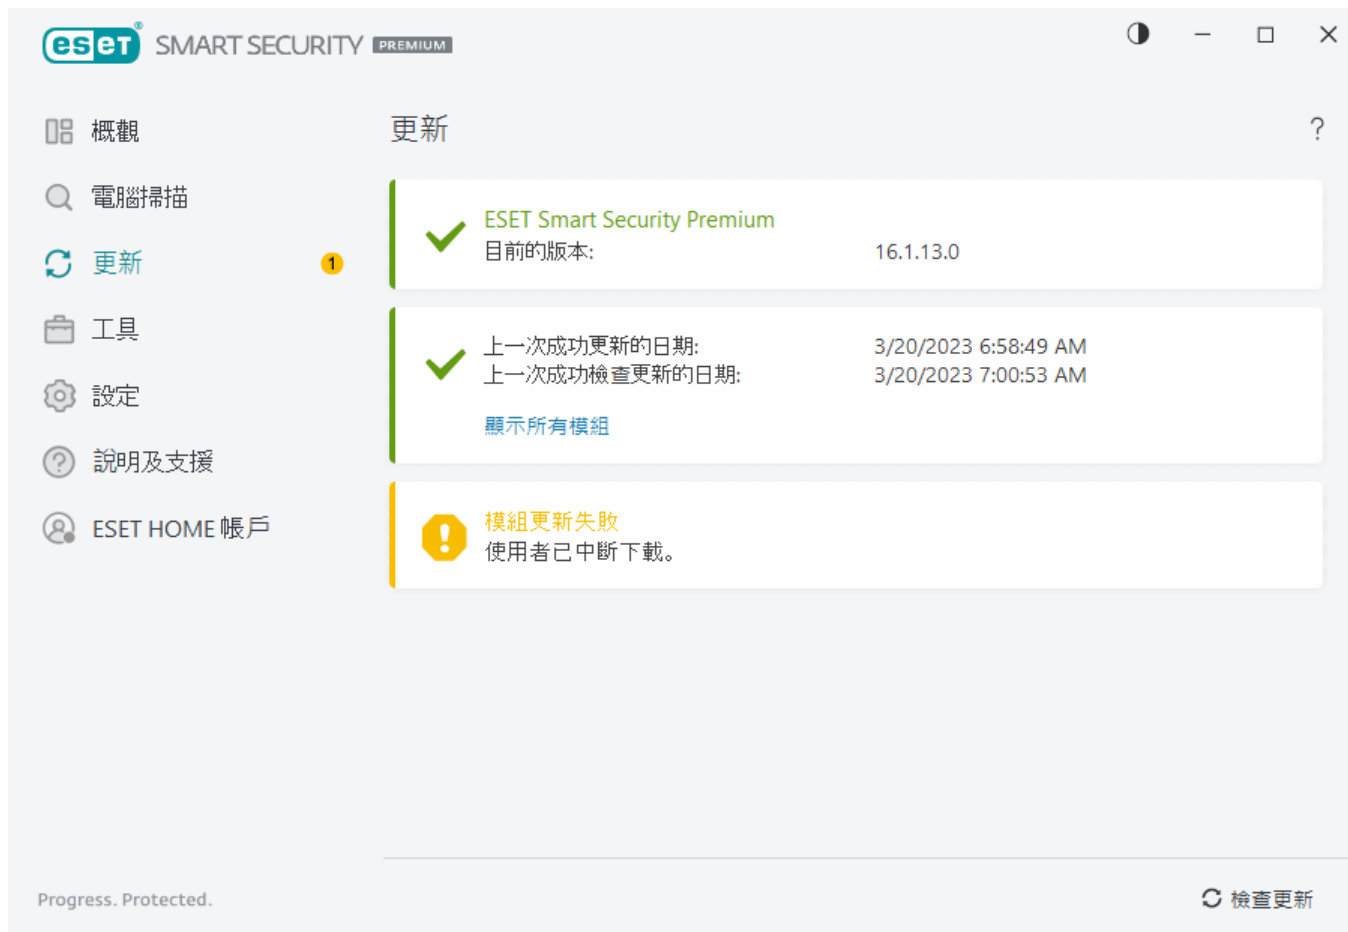 eset® SMART SECURITY PREMIUM
概觀
電腦掃描
更新 1
工具
設定
說明及支援
ESET HOME 帳戶
更新
?
ESET Smart Security Premium
目前的版本: 16.1.13.0
上一次成功更新的日期: 3/20/2023 6:58:49 AM
上一次成功檢查更新的日期: 3/20/2023 7:00:53 AM
顯示所有模組
模組更新失敗
使用者已中斷下載。
Progress. Protected.
檢查更新